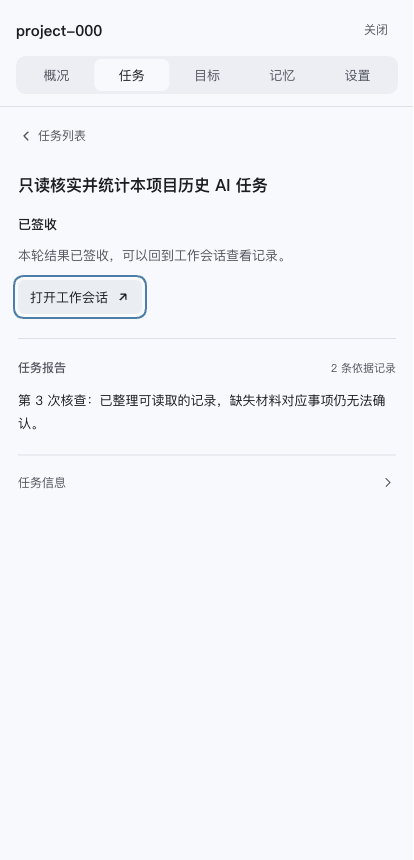 project-000
关闭
概况
任务
目标
记忆
设置
任务列表
只读核实并统计本项目历史 AI 任务
已签收
本轮结果已签收，可以回到工作会话查看记录。
打开工作会话
任务报告
2 条依据记录
第 3 次核查：已整理可读取的记录，缺失材料对应事项仍无法确
认。
任务信息